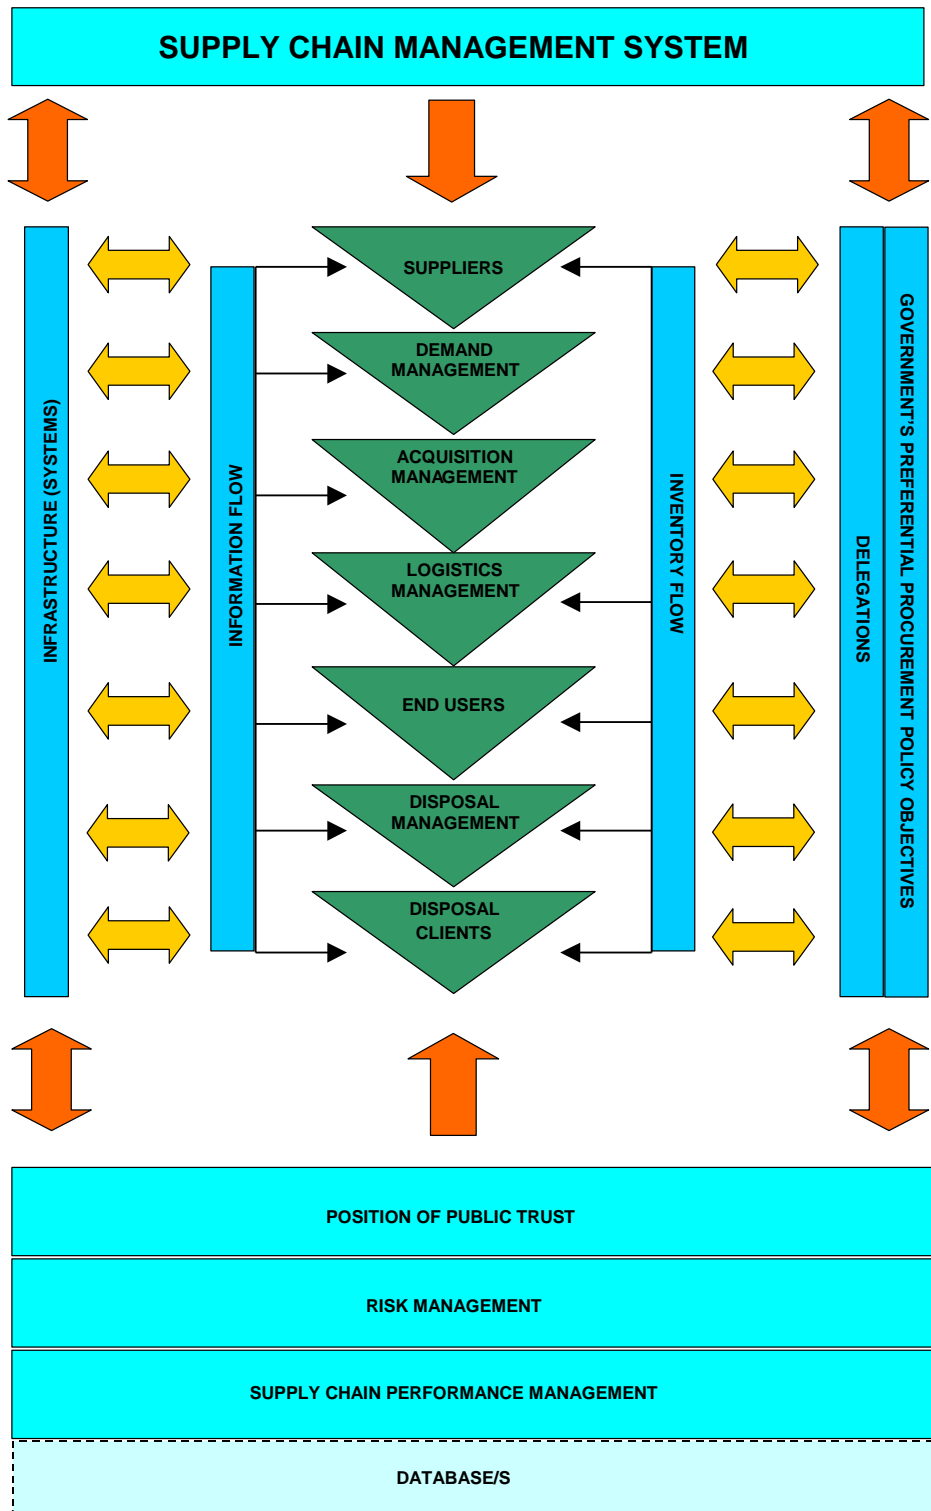 SUPPLY CHAIN MANAGEMENT SYSTEM
INFRASTRUCTURE (SYSTEMS)
INFORMATION FLOW
SUPPLIERS
DEMAND
MANAGEMENT
ACQUISITION
MANAGEMENT
LOGISTICS
MANAGEMENT
END USERS
DISPOSAL
MANAGEMENT
DISPOSAL
CLIENTS
INVENTORY FLOW
DELEGATIONS
GOVERNMENT'S PREFERENTIAL PROCUREMENT POLICY OBJECTIVES
POSITION OF PUBLIC TRUST
RISK MANAGEMENT
SUPPLY CHAIN PERFORMANCE MANAGEMENT
DATABASE/S